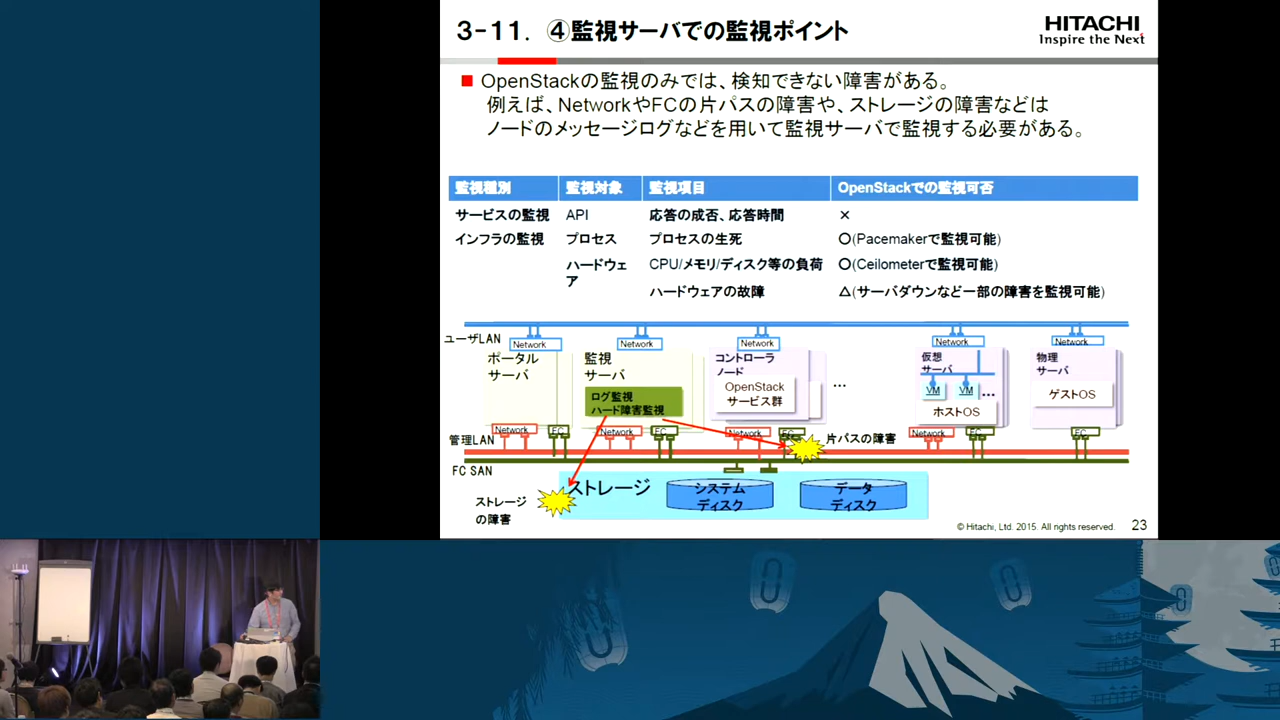 3-11. ④監視サーバでの監視ポイント
HITACHI
Inspire the Next
OpenStackの監視のみでは、検知できない障害がある。
例えば、NetworkやFCの片パスの障害や、ストレージの障害などは
ノードのメッセージログなどを用いて監視サーバで監視する必要がある。
監視種別 監視対象 監視項目 OpenStackでの監視可否
サービスの監視 API 応答の成否、応答時間 ×
インフラの監視 プロセス プロセスの生死 〇(Pacemakerで監視可能)
ハードウェ
ア
CPU/メモリ/ディスク等の負荷 〇(Ceilometerで監視可能)
ハードウェアの故障 △(サーバダウンなど一部の障害を監視可能)
ユーザLAN
Network Network Network Network Network
ポータル
サーバ
監視
サーバ
ログ監視
ハード障害監視
コントローラ
ノード
OpenStack
サービス群
...
仮想
サーバ
VM VM ...
ホストOS
物理
サーバ
ゲストOS
Network FC Network FC Network FC Network FC FC
管理LAN
片パスの障害
FC SAN
ストレージ
システム
ディスク
データ
ディスク
ストレージ
の障害
© Hitachi, Ltd. 2015. All rights reserved. 23